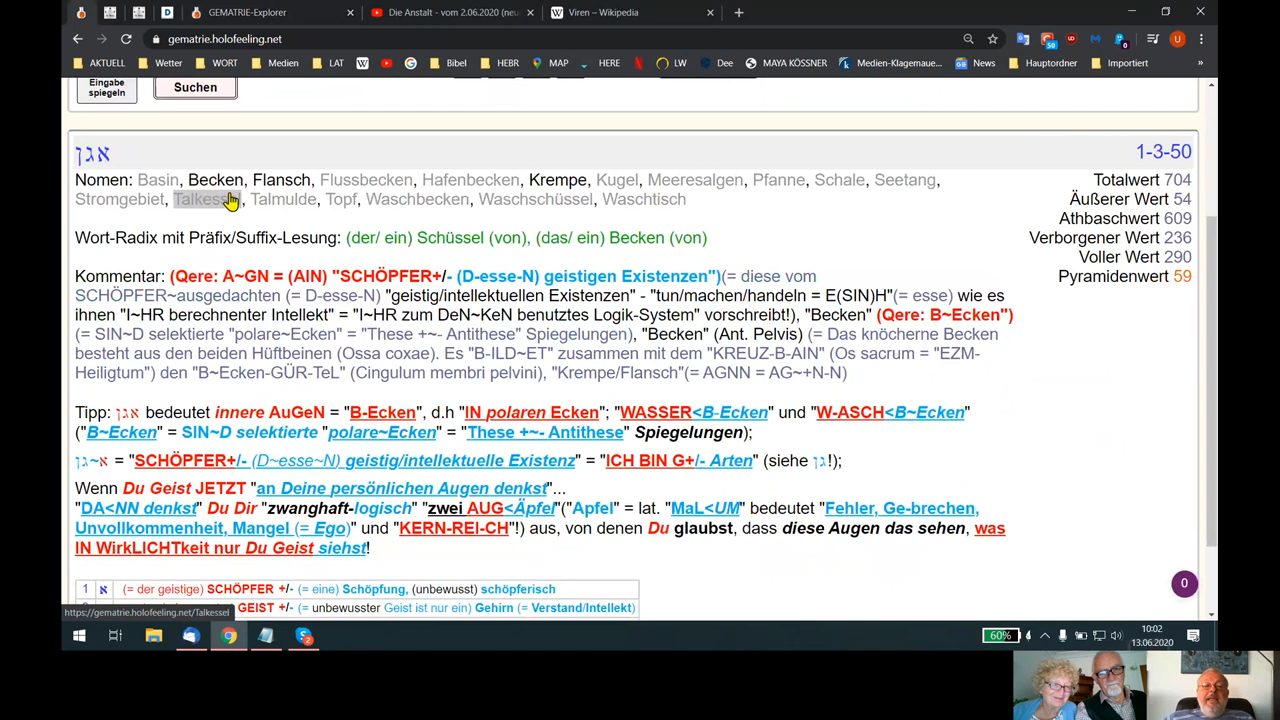 GEMATRIE-Explorer
Die Anstalt - vom 2.06.2020 (neu
Viren – Wikipedia
gematrie.holofeeling.net
AKTUELL Wetter WORT Medien LAT Bibel HEBR MAP HERE LW Dee MAYA KÖSSNER Medien-Klagemaue... News Hauptordner Importiert »
Eingabe spiegeln
Suchen
אגן
1-3-50
Nomen: Basin, Becken, Flansch, Flussbecken, Hafenbecken, Krempe, Kugel, Meeresalgen, Pfanne, Schale, Seetang,
Stromgebiet, Talkessel, Talmulde, Topf, Waschbecken, Waschschüssel, Waschtisch
Totalwert 704
Äußerer Wert 54
Athbaschwert 609
Verborgener Wert 236
Voller Wert 290
Pyramidenwert 59
Wort-Radix mit Präfix/Suffix-Lesung: (der/ ein) Schüssel (von), (das/ ein) Becken (von)
Kommentar: (Qere: A~GN = (AIN) "SCHÖPFER+/- (D-esse-N) geistigen Existenzen")(= diese vom
SCHÖPFER~ausgedachten (= D-esse-N) "geistig/intellektuellen Existenzen" - "tun/machen/handeln = E(SIN)H"(= esse) wie es
ihnen "I~HR berechnenter Intellekt" = "I~HR zum DeN~KeN benutztes Logik-System" vorschreibt!), "Becken" (Qere: B~Ecken")
(= SIN~D selektierte "polare~Ecken" = "These +~- Antithese" Spiegelungen), "Becken" (Ant. Pelvis) (= Das knöcherne Becken
besteht aus den beiden Hüftbeinen (Ossa coxae). Es "B-ILD~ET" zusammen mit dem "KREUZ-B-AIN" (Os sacrum = "EZM-
Heiligtum") den "B~Ecken-GÜR-TeL" (Cingulum membri pelvini), "Krempe/Flansch"(= AGNN = AG~+N-N)
Tipp: אגן bedeutet innere AuGeN = "B-Ecken", d.h "IN polaren Ecken"; "WASSER<B-Ecken" und "W-ASCH<B~Ecken"
("B~Ecken" = SIN~D selektierte "polare~Ecken" = "These +~- Antithese" Spiegelungen);
א~גן = "SCHÖPFER+/- (D~esse~N) geistig/intellektuelle Existenz" = "ICH BIN G+/- Arten" (siehe גן!);
Wenn Du Geist JETZT "an Deine persönlichen Augen denkst"...
"DA<NN denkst" Du Dir "zwanghaft-logisch" "zwei AUG<Äpfel"("Apfel" = lat. "MaL<UM" bedeutet "Fehler, Ge-brechen,
Unvollkommenheit, Mangel (= Ego)" und "KERN-REI-CH"!) aus, von denen Du glaubst, dass diese Augen das sehen, was
IN WirkLICHTkeit nur Du Geist siehst!
1 א (= der geistige) SCHÖPFER +/- (= eine) Schöpfung, (unbewusst) schöpferisch
GEIST +/- (= unbewusster Geist ist nur ein) Gehirn (= Verstand/Intellekt)
https://gematrie.holofeeling.net/Talkessel
0
60%
10:02
13.06.2020